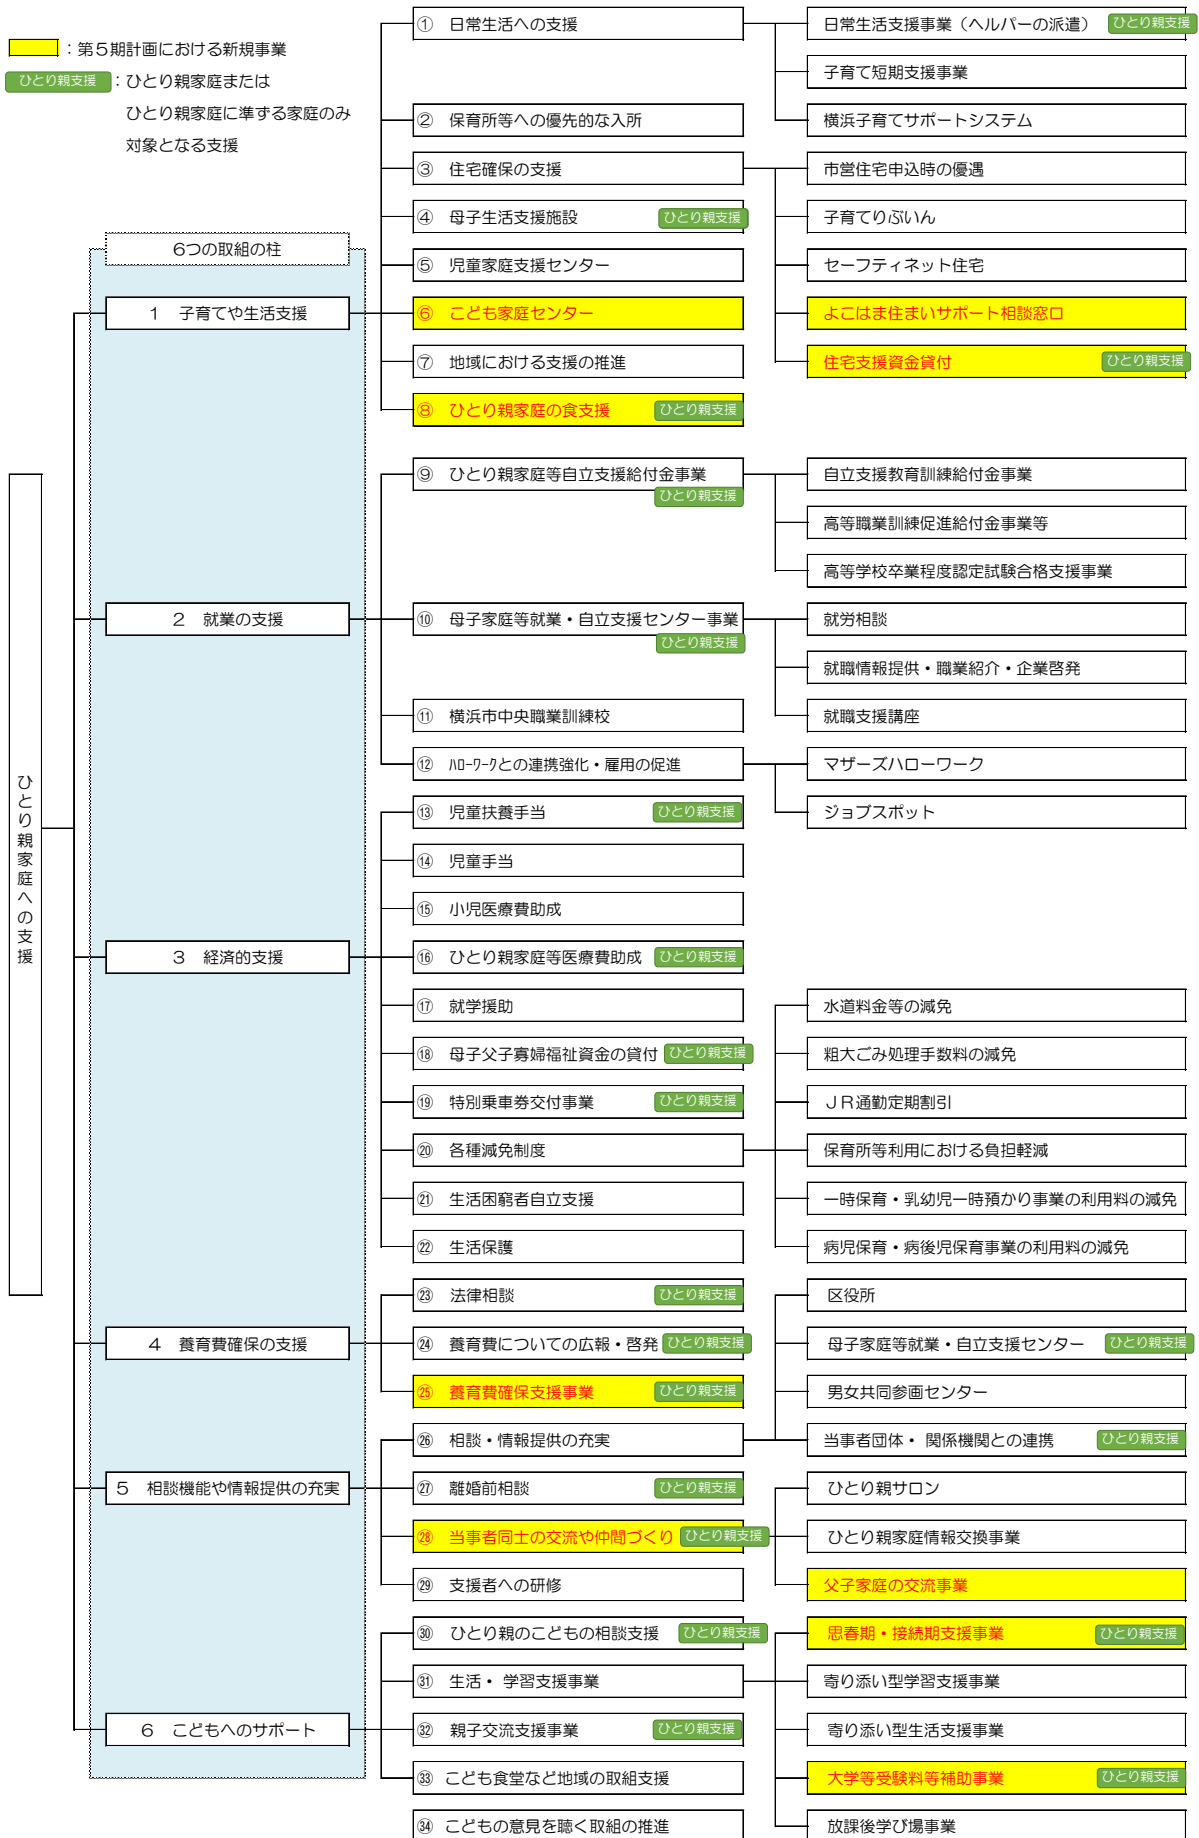 ：第５期計画における新規事業
ひとり親支援
：ひとり親家庭または
ひとり親家庭に準ずる家庭のみ
対象となる支援
ひとり親家庭への支援
6つの取組の柱
１　子育てや生活支援
① 日常生活への支援
日常生活支援事業（ヘルパーの派遣）
ひとり親支援
子育て短期支援事業
横浜子育てサポートシステム
② 保育所等への優先的な入所
③ 住宅確保の支援
市営住宅申込時の優遇
子育てりぶいん
セーフティネット住宅
よこはま住まいサポート相談窓口
住宅支援資金貸付
ひとり親支援
④ 母子生活支援施設
ひとり親支援
⑤ 児童家庭支援センター
⑥ こども家庭センター
⑦ 地域における支援の推進
⑧ ひとり親家庭の食支援
ひとり親支援
２　就業の支援
⑨ ひとり親家庭等自立支援給付金事業
ひとり親支援
自立支援教育訓練給付金事業
高等職業訓練促進給付金事業等
高等学校卒業程度認定試験合格支援事業
⑩ 母子家庭等就業・自立支援センター事業
ひとり親支援
就労相談
就職情報提供・職業紹介・企業啓発
就職支援講座
⑪ 横浜市中央職業訓練校
⑫ ﾊﾛｰﾜｰｸとの連携強化・雇用の促進
マザーズハローワーク
ジョブスポット
３　経済的支援
⑬ 児童扶養手当
ひとり親支援
⑭ 児童手当
⑮ 小児医療費助成
⑯ ひとり親家庭等医療費助成
ひとり親支援
⑰ 就学援助
⑱ 母子父子寡婦福祉資金の貸付
ひとり親支援
⑲ 特別乗車券交付事業
ひとり親支援
⑳ 各種減免制度
水道料金等の減免
粗大ごみ処理手数料の減免
ＪＲ通勤定期割引
保育所等利用における負担軽減
一時保育・乳幼児一時預かり事業の利用料の減免
病児保育・病後児保育事業の利用料の減免
㉑ 生活困窮者自立支援
㉒ 生活保護
４　養育費確保の支援
㉓ 法律相談
ひとり親支援
㉔ 養育費についての広報・啓発
ひとり親支援
㉕ 養育費確保支援事業
ひとり親支援
５　相談機能や情報提供の充実
㉖ 相談・情報提供の充実
区役所
母子家庭等就業・自立支援センター
ひとり親支援
男女共同参画センター
当事者団体・ 関係機関との連携
ひとり親支援
㉗ 離婚前相談
ひとり親支援
㉘ 当事者同士の交流や仲間づくり
ひとり親支援
ひとり親サロン
ひとり親家庭情報交換事業
父子家庭の交流事業
㉙ 支援者への研修
６　こどもへのサポート
㉚ ひとり親のこどもの相談支援
ひとり親支援
㉛ 生活・ 学習支援事業
思春期・接続期支援事業
ひとり親支援
寄り添い型学習支援事業
寄り添い型生活支援事業
大学等受験料等補助事業
ひとり親支援
放課後学び場事業
㉜ 親子交流支援事業
ひとり親支援
㉝ こども食堂など地域の取組支援
㉞ こどもの意見を聴く取組の推進